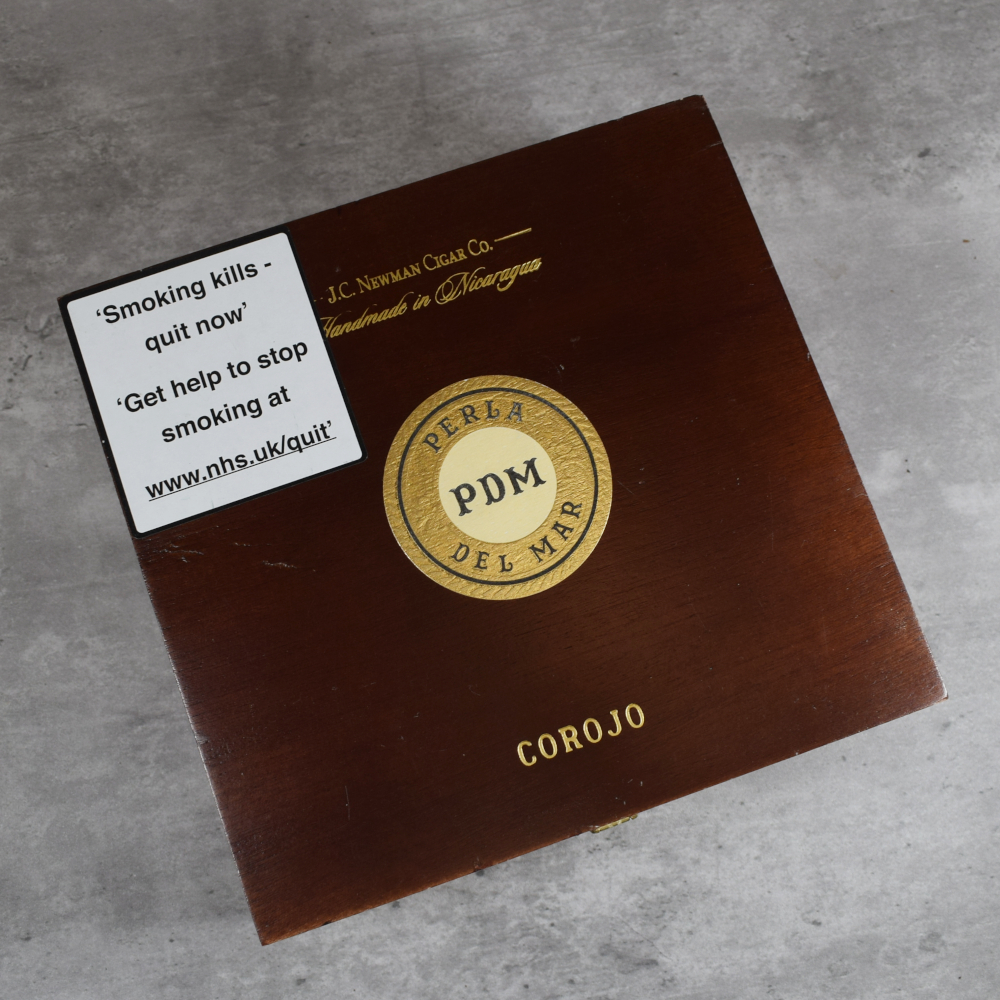 ‘Smoking kills -
quit now’
‘Get help to stop
smoking at
www.nhs.uk/quit’
J.C. NEWMAN CIGAR CO.
Handmade in Nicaragua
PERLA
PDM
DEL MAR
COROJO